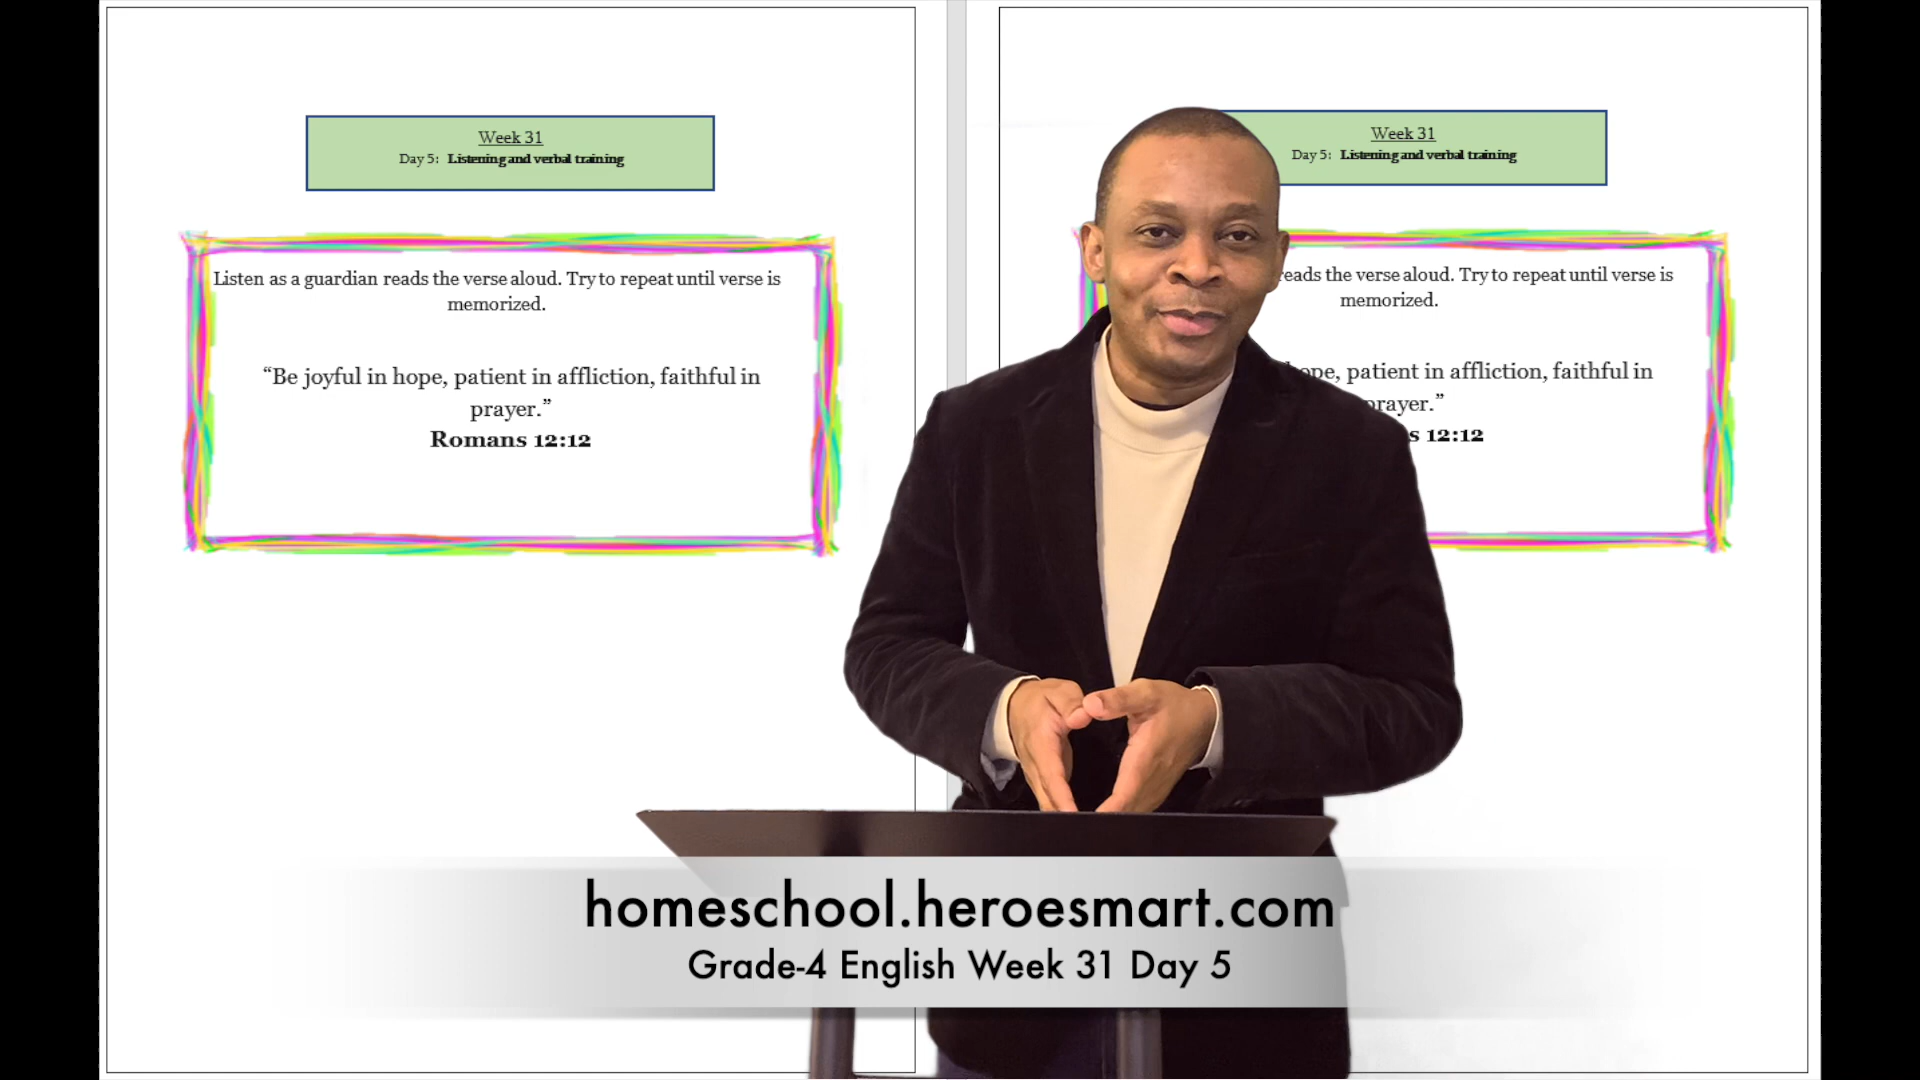 Week 31
Day 5: Listening and verbal training
Listen as a guardian reads the verse aloud. Try to repeat until verse is
memorized.
“Be joyful in hope, patient in affliction, faithful in
prayer.”
Romans 12:12
Week 31
Day 5: Listening and verbal training
reads the verse aloud. Try to repeat until verse is
memorized.
hope, patient in affliction, faithful in
prayer.”
12:12
homeschool.heroesmart.com
Grade-4 English Week 31 Day 5